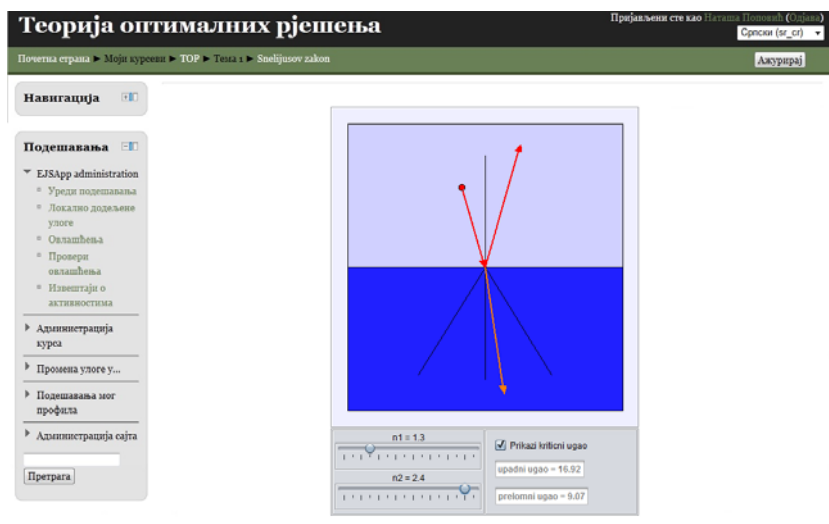 Теорија оптималних рјешења
Пријављени сте као Наташа Поповић (Одјава)
Српски (sr_cr)
Почетна страна ► Моји курсеви ► TOP ► Тема 1 ► Snelijusov zakon
Ажурирај
Навигација
Подешавања
EJSApp administration
Уреди подешавања
Локално додељене
улоге
Овлашћења
Провери
овлашћења
Извештаји о
активностима
Администрација
курса
Промена улоге у...
Подешавања мог
профила
Администрација сајта
Претрага
n1 = 1.3
n2 = 2.4
Prikazi kriticni ugao
upadni ugao = 16.92
prelomni ugao = 9.07